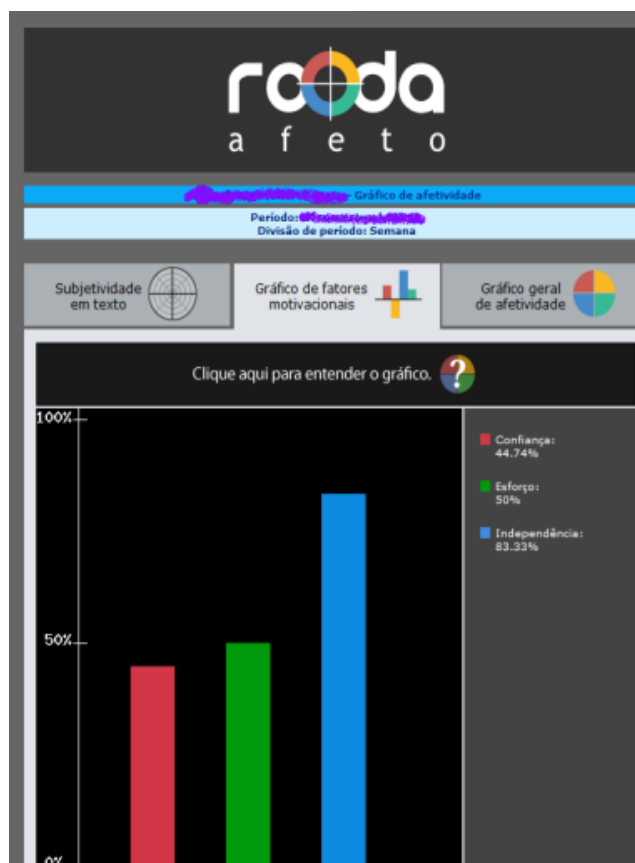 rooda
afeto
- Gráfico de afetividade
Período:
Divisão de período: Semana
Subjetividade
em texto
Gráfico de fatores
motivacionais
Gráfico geral
de afetividade
Clique aqui para entender o gráfico. ?
100%
Confiança:
44.74%
Esforço:
50%
Independência:
83.33%
50%
0%